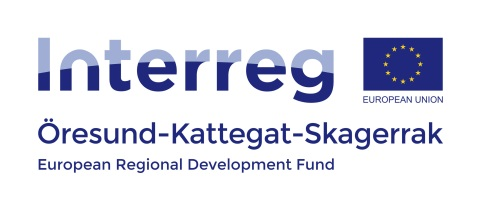 Interreg
EUROPEAN UNION
Öresund-Kattegat-Skagerrak
European Regional Development Fund